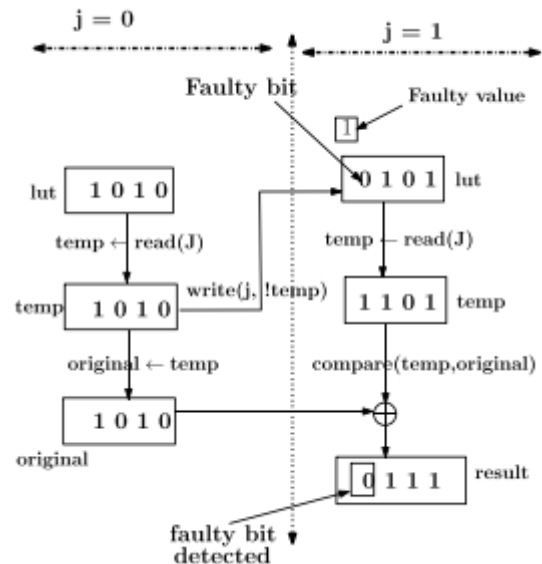 j = 0
j = 1
Faulty bit
Faulty value
1
lut
1 0 1 0
0 1 0 1
lut
temp ← read(J)
temp ← read(J)
temp
1 0 1 0
write(j, !temp)
1 1 0 1
temp
original ← temp
compare(temp,original)
1 0 1 0
original
0 1 1 1
result
faulty bit
detected